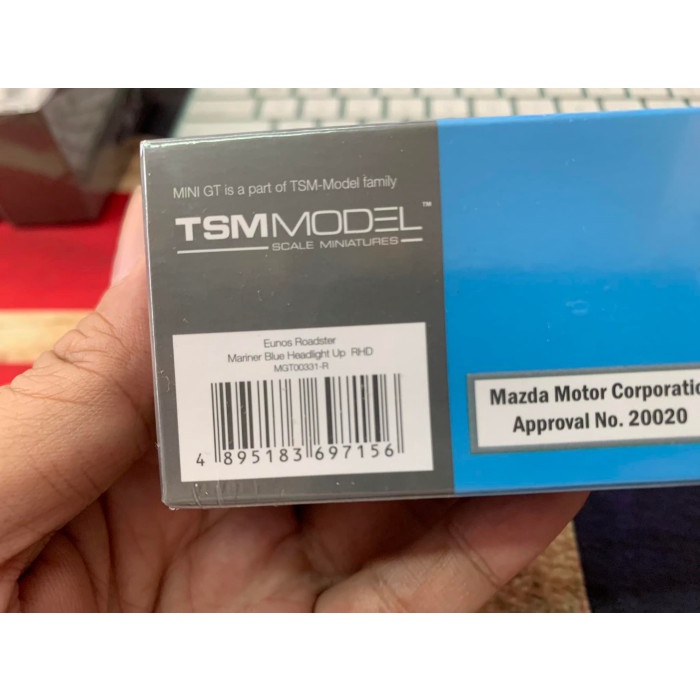 MINI GT is a part of TSM-Model family
TSMMODEL™
SCALE MINIATURES
Eunos Roadster
Mariner Blue Headlight Up RHD
MGT00331-R
4 895183 697156
Mazda Motor Corporatio
Approval No. 20020